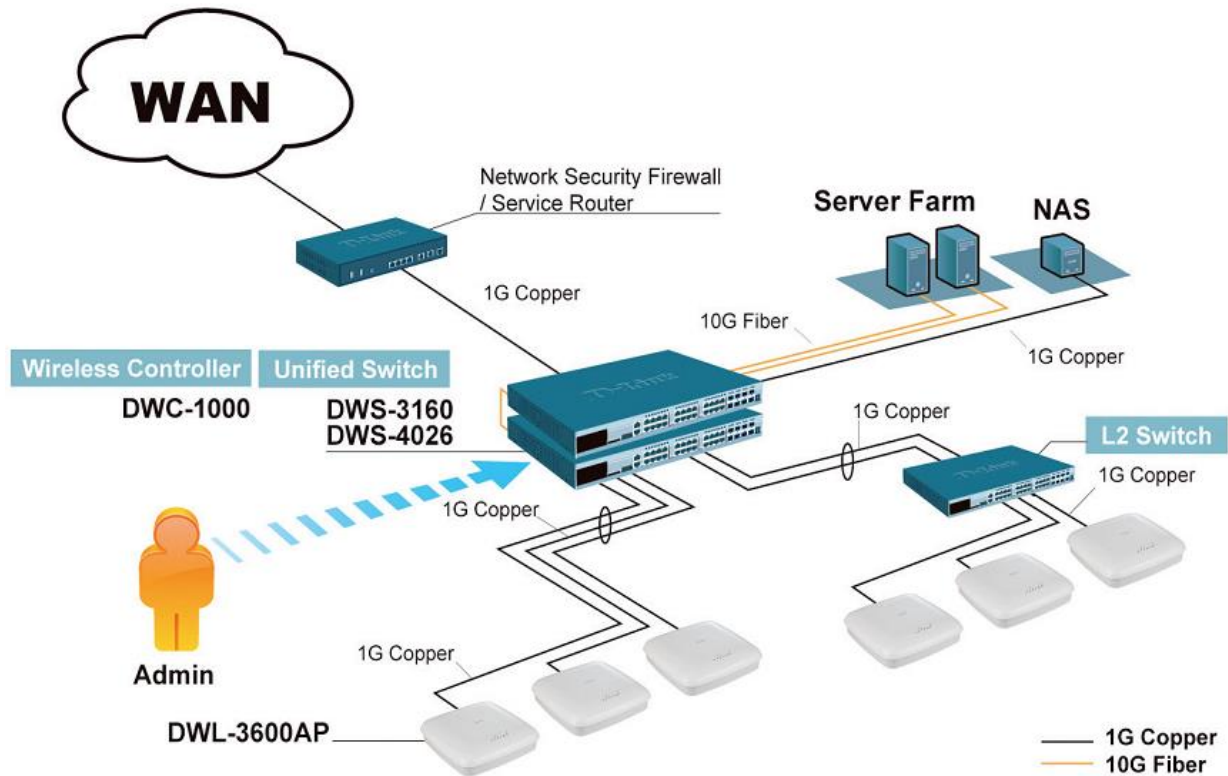 WAN
Network Security Firewall
/ Service Router
Server Farm
NAS
1G Copper
10G Fiber
1G Copper
Wireless Controller
Unified Switch
DWC-1000
DWS-3160
DWS-4026
1G Copper
L2 Switch
1G Copper
1G Copper
Admin
1G Copper
DWL-3600AP
1G Copper
10G Fiber